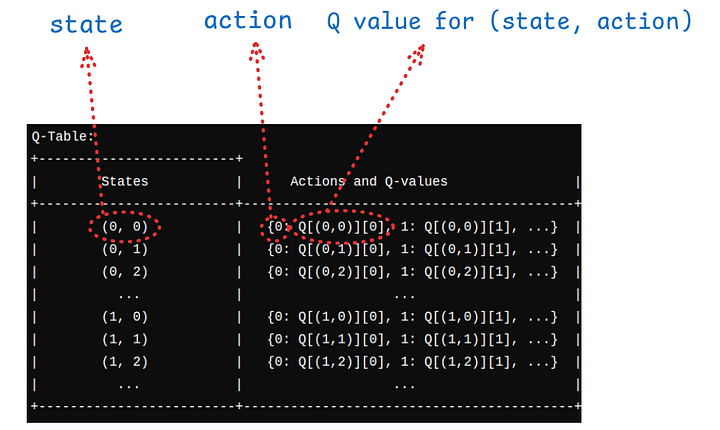 state action Q value for (state, action)
Q-Table:
+-------------------------+
| States | Actions and Q-values |
+-------------------------+------------------------------------------+
| (0, 0) | {0: Q[(0,0)][0], 1: Q[(0,0)][1], ...} |
| (0, 1) | {0: Q[(0,1)][0], 1: Q[(0,1)][1], ...} |
| (0, 2) | {0: Q[(0,2)][0], 1: Q[(0,2)][1], ...} |
| ... | ... |
| (1, 0) | {0: Q[(1,0)][0], 1: Q[(1,0)][1], ...} |
| (1, 1) | {0: Q[(1,1)][0], 1: Q[(1,1)][1], ...} |
| (1, 2) | {0: Q[(1,2)][0], 1: Q[(1,2)][1], ...} |
| ... | ... |
+-------------------------+------------------------------------------+